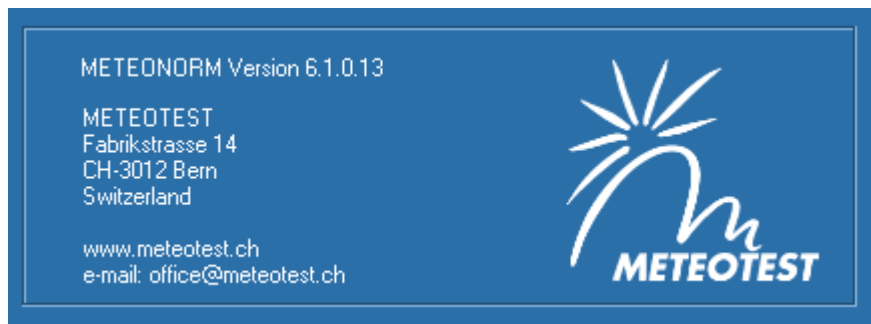 METEONORM Version 6.1.0.13
METEOTEST
Fabrikstrasse 14
CH-3012 Bern
Switzerland
www.meteotest.ch
e-mail: office@meteotest.ch
METEOTEST